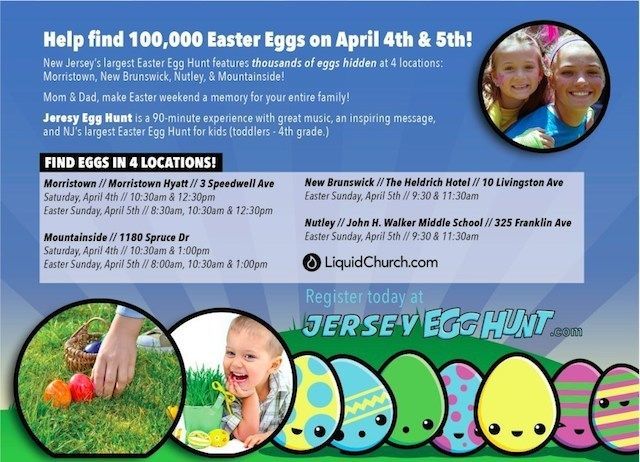 Help find 100,000 Easter Eggs on April 4th & 5th!
New Jersey's largest Easter Egg Hunt features thousands of eggs hidden at 4 locations:
Morristown, New Brunswick, Nutley, & Mountainside!
Mom & Dad, make Easter weekend a memory for your entire family!
Jeresy Egg Hunt is a 90-minute experience with great music, an inspiring message,
and NJ's largest Easter Egg Hunt for kids (toddlers - 4th grade.)
FIND EGGS IN 4 LOCATIONS!
Morristown // Morristown Hyatt // 3 Speedwell Ave
Saturday, April 4th // 10:30am & 12:30pm
Easter Sunday, April 5th // 8:30am, 10:30am & 12:30pm
Mountainside // 1180 Spruce Dr
Saturday, April 4th // 10:30am & 1:00pm
Easter Sunday, April 5th // 8:00am, 10:30am & 1:00pm
New Brunswick // The Heldrich Hotel // 10 Livingston Ave
Easter Sunday, April 5th // 9:30 & 11:30am
Nutley // John H. Walker Middle School // 325 Franklin Ave
Easter Sunday, April 5th // 9:30 & 11:30am
LiquidChurch.com
Register today at
JERSEY EGG HUNT.com